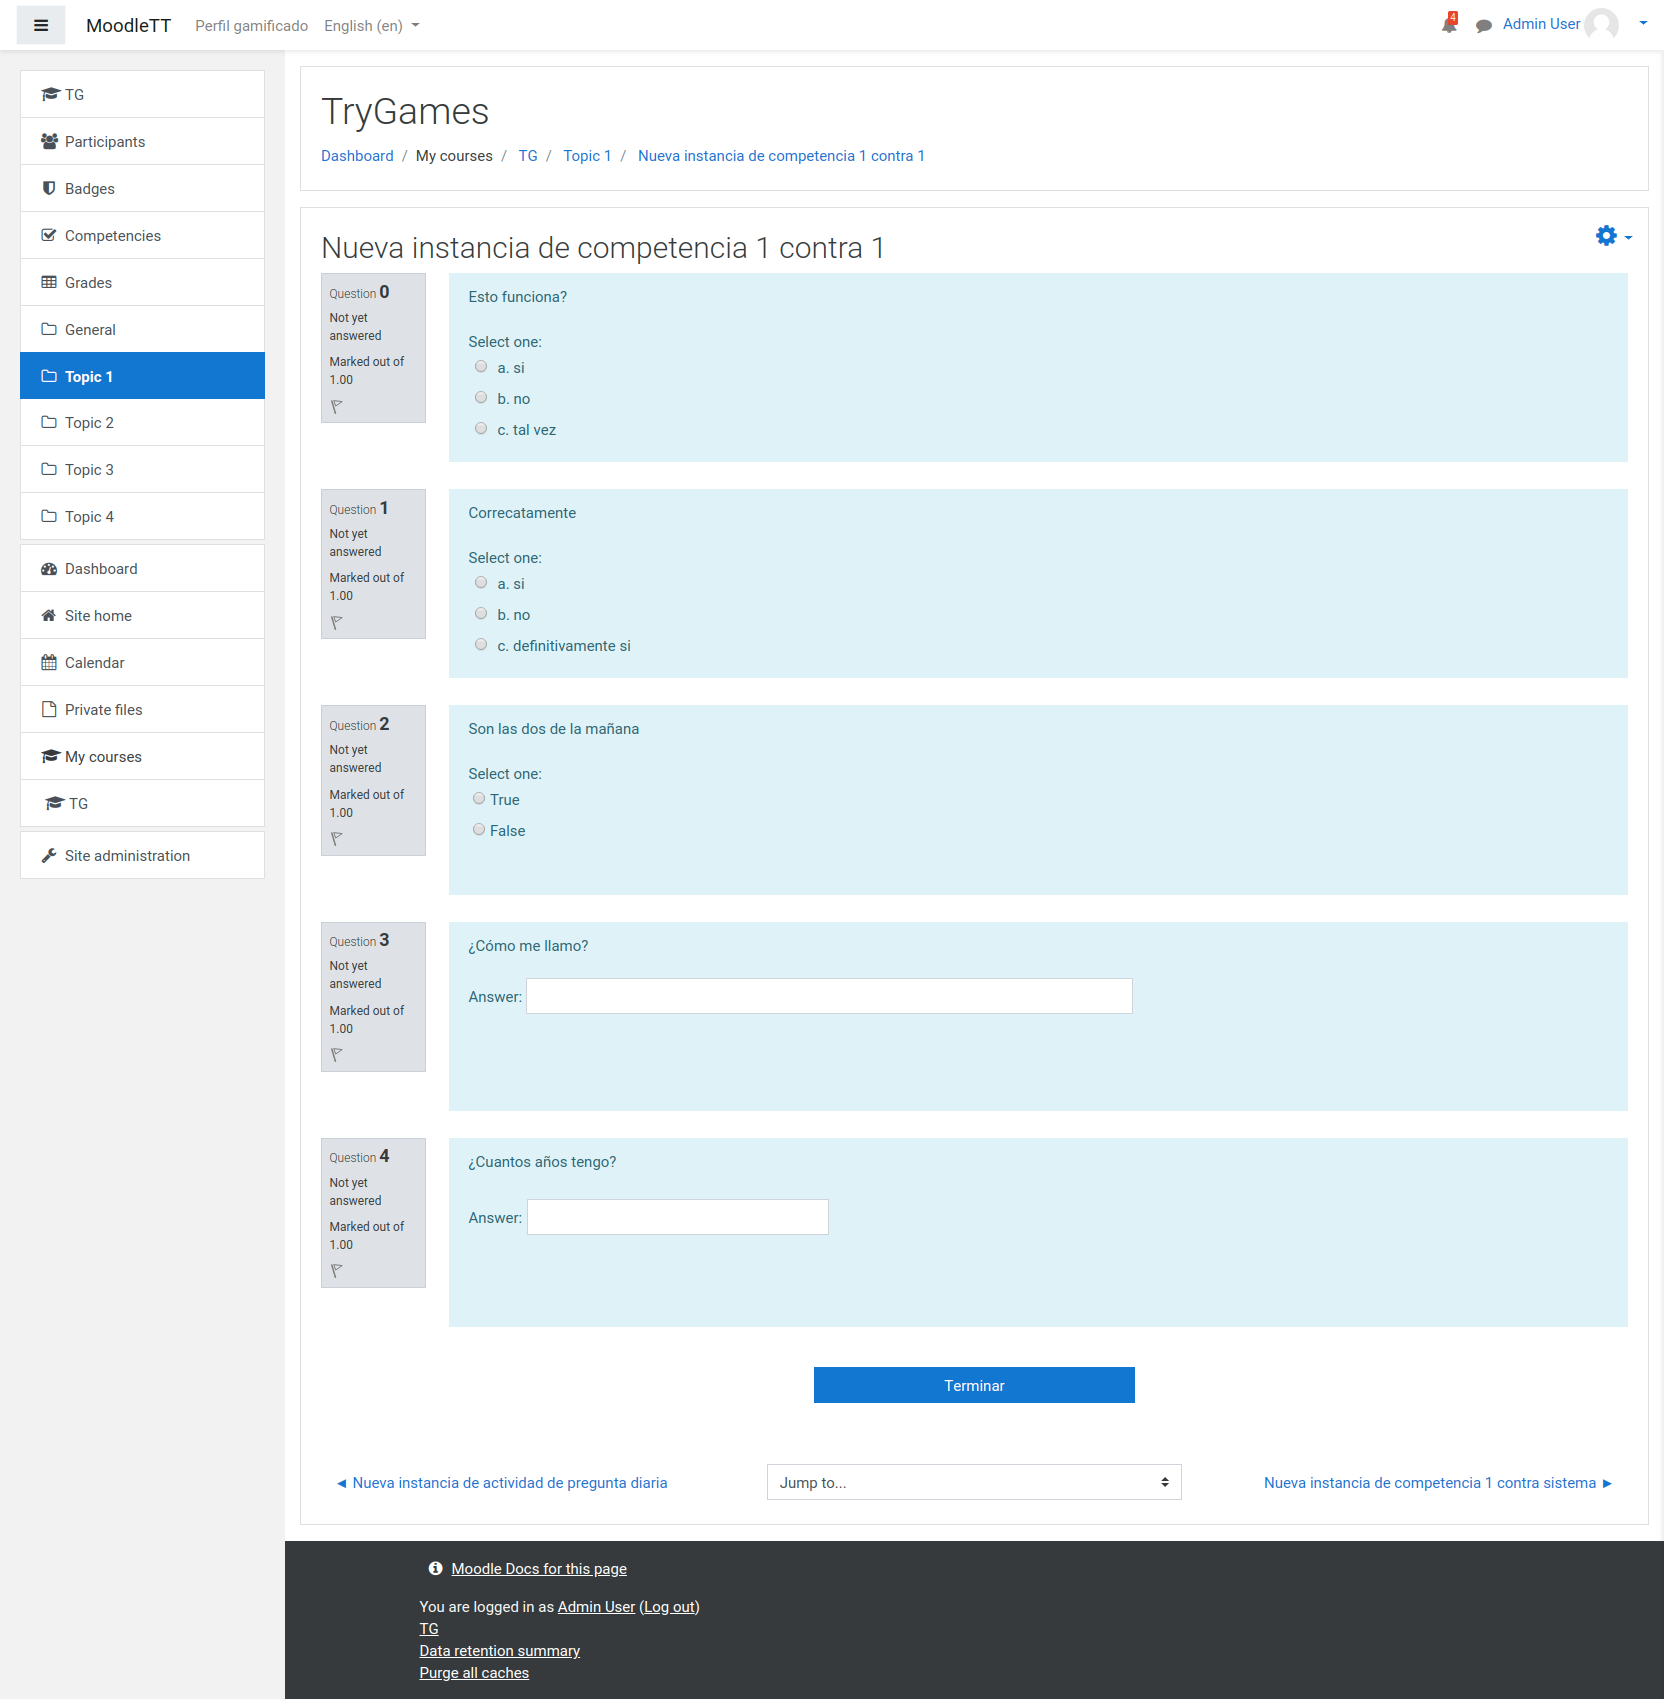 MoodleTT Perfil gamificado English (en) 4 Admin User
TG
Participants
Badges
Competencies
Grades
General
Topic 1
Topic 2
Topic 3
Topic 4
Dashboard
Site home
Calendar
Private files
My courses
TG
Site administration
TryGames
Dashboard / My courses / TG / Topic 1 / Nueva instancia de competencia 1 contra 1
Nueva instancia de competencia 1 contra 1
Question 0
Not yet
answered
Marked out of
1.00
Esto funciona?
Select one:
a. si
b. no
c. tal vez
Question 1
Not yet
answered
Marked out of
1.00
Correcatamente
Select one:
a. si
b. no
c. definitivamente si
Question 2
Not yet
answered
Marked out of
1.00
Son las dos de la mañana
Select one:
True
False
Question 3
Not yet
answered
Marked out of
1.00
¿Cómo me llamo?
Answer:
Question 4
Not yet
answered
Marked out of
1.00
¿Cuantos años tengo?
Answer:
Terminar
◄ Nueva instancia de actividad de pregunta diaria
Jump to...
Nueva instancia de competencia 1 contra sistema ►
Moodle Docs for this page
You are logged in as Admin User (Log out)
TG
Data retention summary
Purge all caches